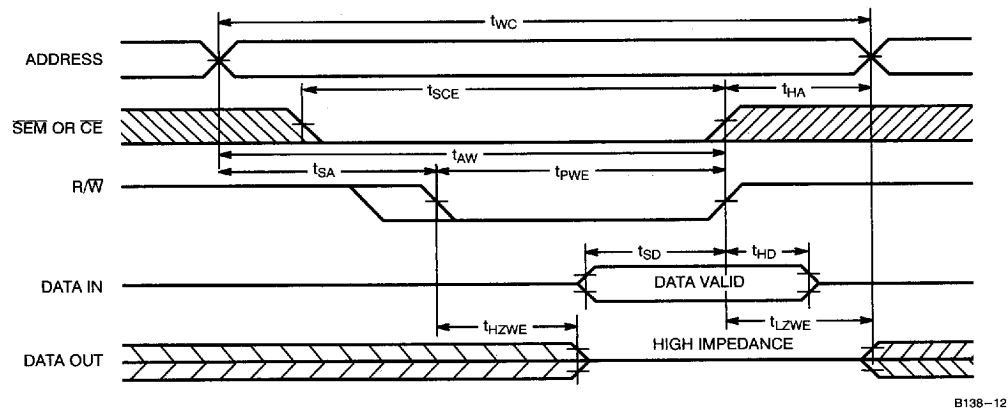 tWC
ADDRESS
tSCE
tHA
SEM OR CE
tAW
tSA
tPWE
R/W
tSD
tHD
DATA IN
DATA VALID
tHZWE
tLZWE
HIGH IMPEDANCE
DATA OUT
B138–12